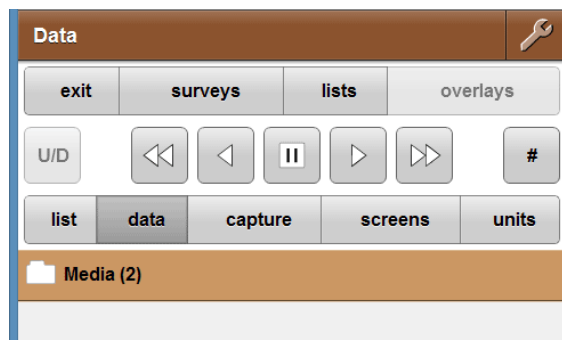 Data
exit surveys lists overlays
U/D #
list data capture screens units
Media (2)